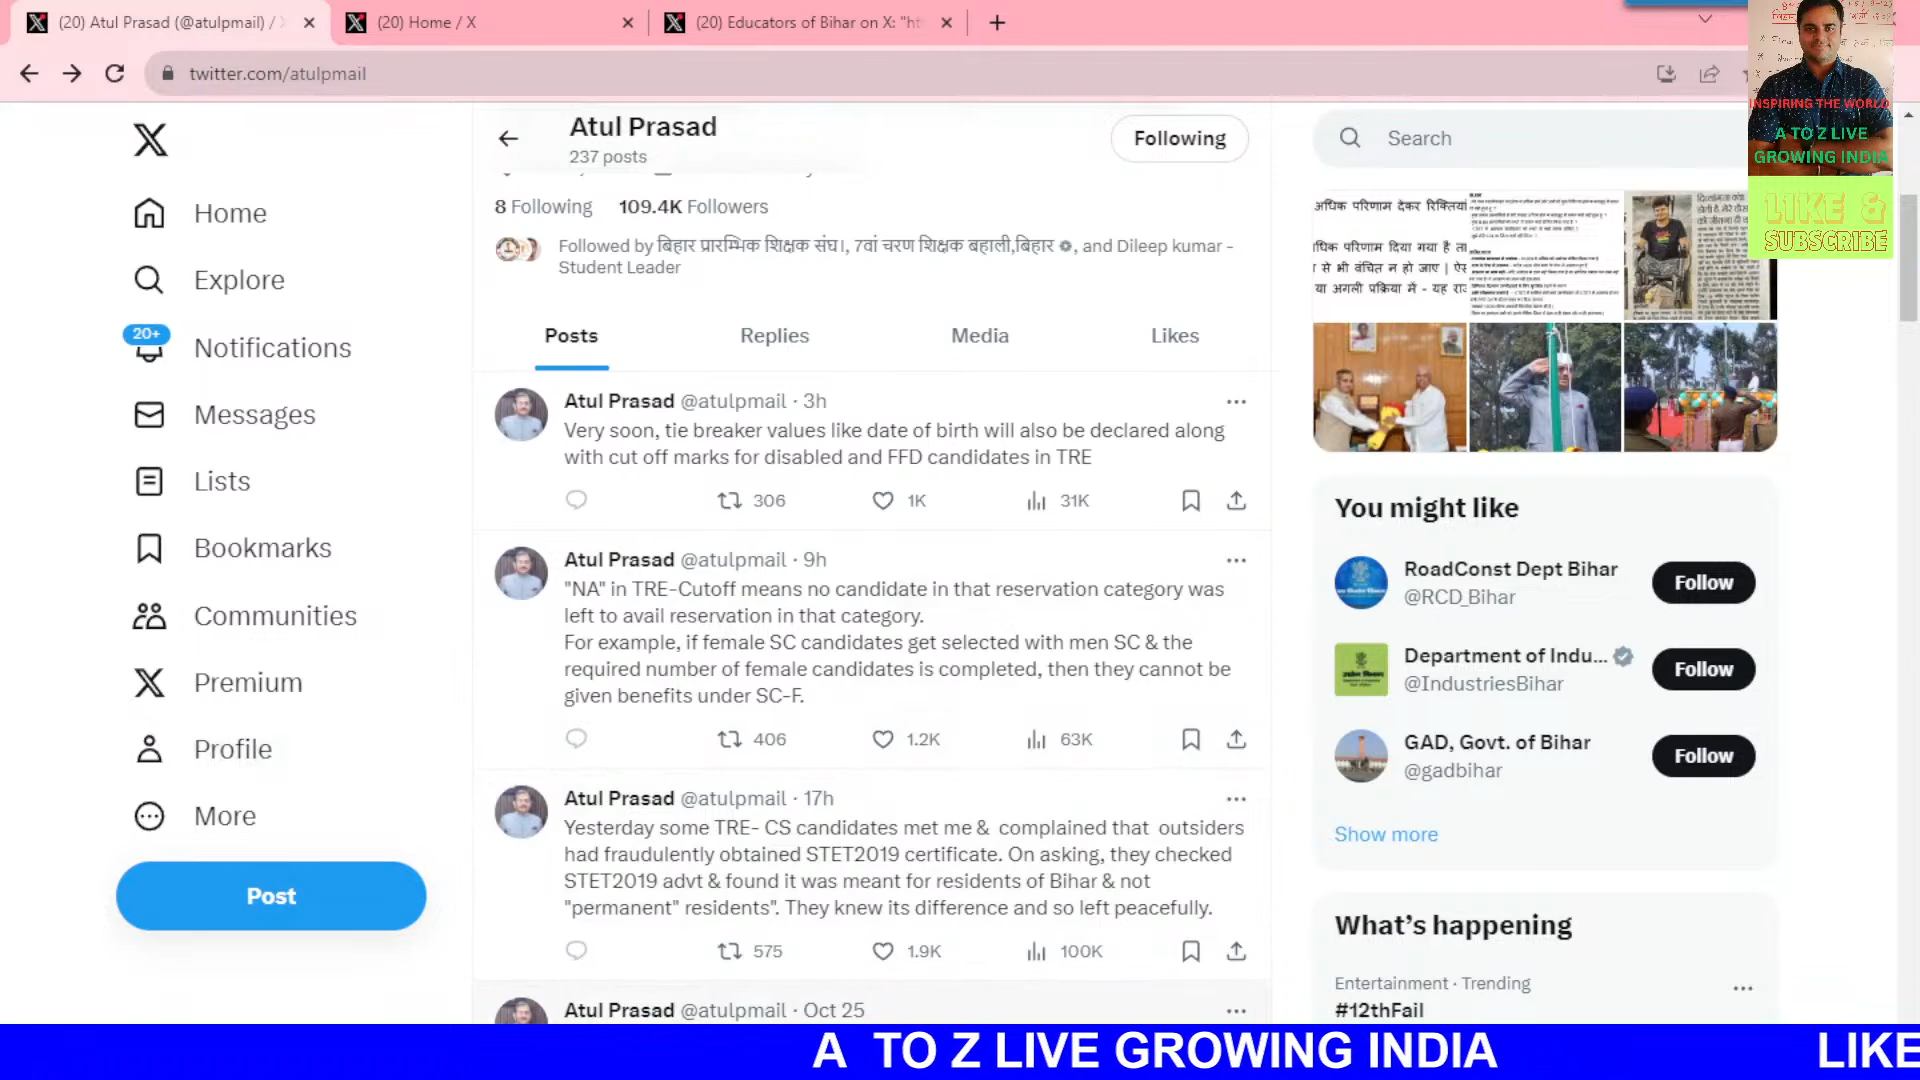 (20) Atul Prasad (@atulpmail) /
(20) Home / X
(20) Educators of Bihar on X: "ht
twitter.com/atulpmail
INSPIRING THE WORLD
A TO Z LIVE
GROWING INDIA
LIKE &
SUBSCRIBE
Home
Explore
20+
Notifications
Messages
Lists
Bookmarks
Communities
Premium
Profile
More
Post
Atul Prasad
237 posts
Following
8 Following 109.4K Followers
Followed by बिहार प्रारम्भिक शिक्षक संघ।, 7वां चरण शिक्षक बहाली,बिहार, and Dileep kumar -
Student Leader
Posts Replies Media Likes
Atul Prasad @atulpmail · 3h
Very soon, tie breaker values like date of birth will also be declared along
with cut off marks for disabled and FFD candidates in TRE
306 1K 31K
Atul Prasad @atulpmail · 9h
"NA" in TRE-Cutoff means no candidate in that reservation category was
left to avail reservation in that category.
For example, if female SC candidates get selected with men SC & the
required number of female candidates is completed, then they cannot be
given benefits under SC-F.
406 1.2K 63K
Atul Prasad @atulpmail · 17h
Yesterday some TRE- CS candidates met me & complained that outsiders
had fraudulently obtained STET2019 certificate. On asking, they checked
STET2019 advt & found it was meant for residents of Bihar & not
"permanent" residents". They knew its difference and so left peacefully.
575 1.9K 100K
Atul Prasad @atulpmail · Oct 25
Search
अधिक परिणाम देकर रिक्तियां
धिक परिणाम दिया गया है
से भी वंचित न हो जाए | ऐस
या अगली प्रक्रिया में - यह
You might like
RoadConst Dept Bihar
@RCD_Bihar
Follow
Department of Indu...
@IndustriesBihar
Follow
GAD, Govt. of Bihar
@gadbihar
Follow
Show more
What's happening
Entertainment · Trending
#12thFail
A TO Z LIVE GROWING INDIA LIKE